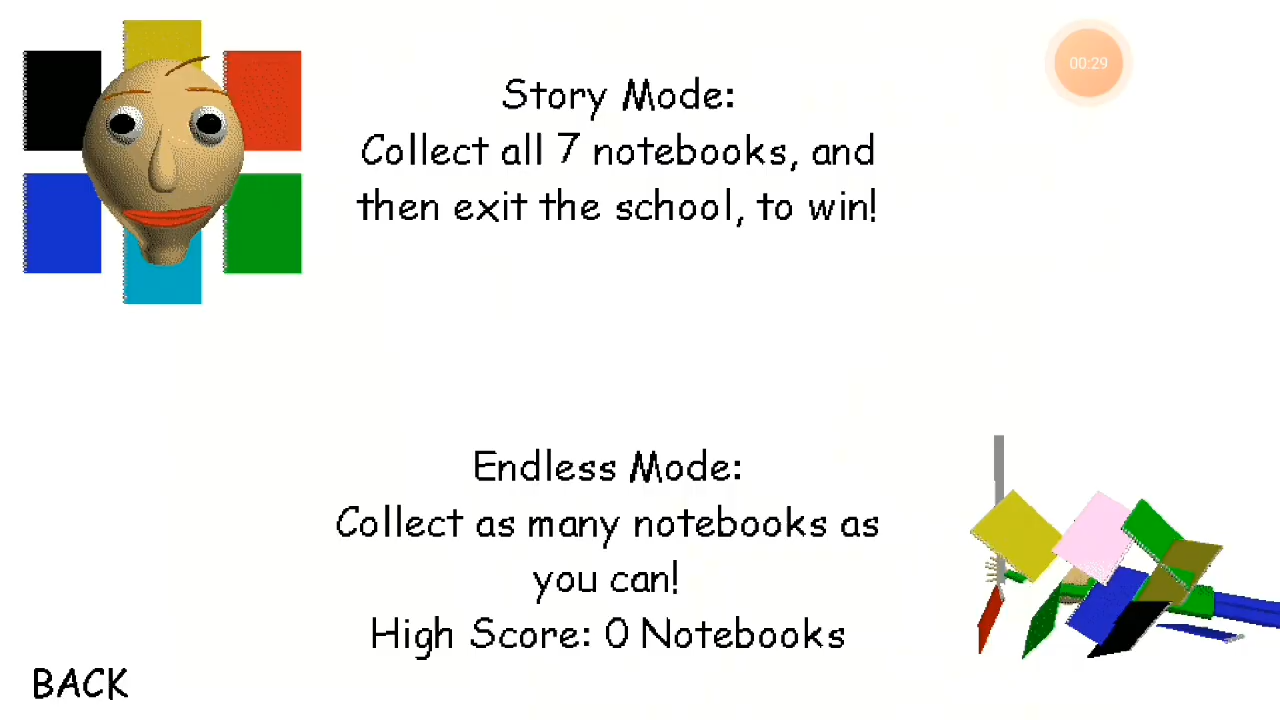 00:29
Story Mode:
Collect all 7 notebooks, and
then exit the school, to win!
Endless Mode:
Collect as many notebooks as
you can!
High Score: 0 Notebooks
BACK